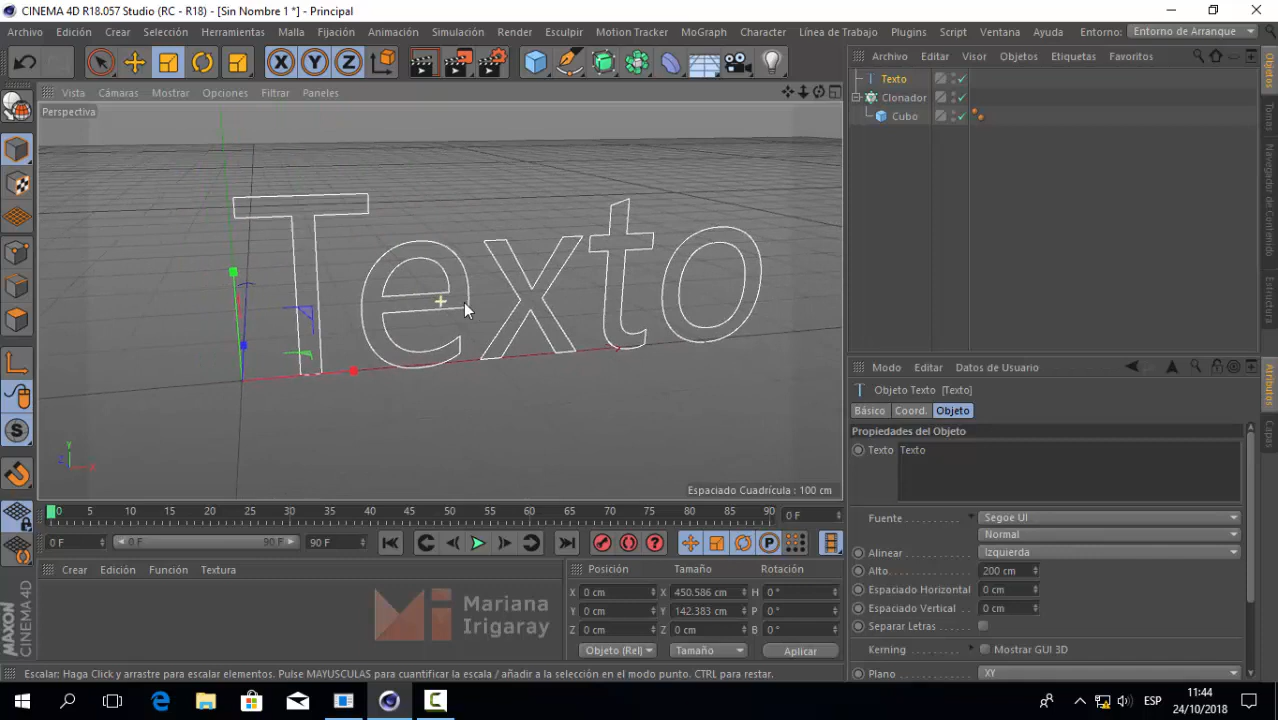 CINEMA 4D R18.057 Studio (RC - R18) - [Sin Nombre 1 *] - Principal
Archivo Edición Crear Selección Herramientas Malla Fijación Animación Simulación Render Esculpir Motion Tracker MoGraph Character Línea de Trabajo Plugins Script Ventana Ayuda Entorno: Entorno de Arranque
X Y Z
Archivo Editar Visor Objetos Etiquetas Favoritos
Texto
Clonador
Cubo
Objetos
Tomas
Navegador de Contenido
Estructura
Vista Cámaras Mostrar Opciones Filtrar Paneles
Perspectiva
Texto
Espaciado Cuadrícula : 100 cm
Modo Editar Datos de Usuario
Objeto Texto [Texto]
Básico Coord. Objeto
Propiedades del Objeto
Texto Texto
Fuente Segoe UI
Normal
Alinear Izquierda
Alto 200 cm
Espaciado Horizontal 0 cm
Espaciado Vertical 0 cm
Separar Letras
Kerning Mostrar GUI 3D
Plano XY
Atributos
Capas
0 5 10 15 20 25 30 35 40 45 50 55 60 65 70 75 80 85 90 0 F
0 F 0 F 90 F 90 F
Crear Edición Función Textura
Mariana
Irigaray
Posición Tamaño Rotación
X 0 cm X 450.586 cm H 0 °
Y 0 cm Y 142.383 cm P 0 °
Z 0 cm Z 0 cm B 0 °
Objeto (Rel) Tamaño Aplicar
MAXON
CINEMA 4D
Escalar: Haga Click y arrastre para escalar elementos. Pulse MAYUSCULAS para cuantificar la escala / añadir a la selección en el modo punto. CTRL para restar.
ESP
11:44
24/10/2018